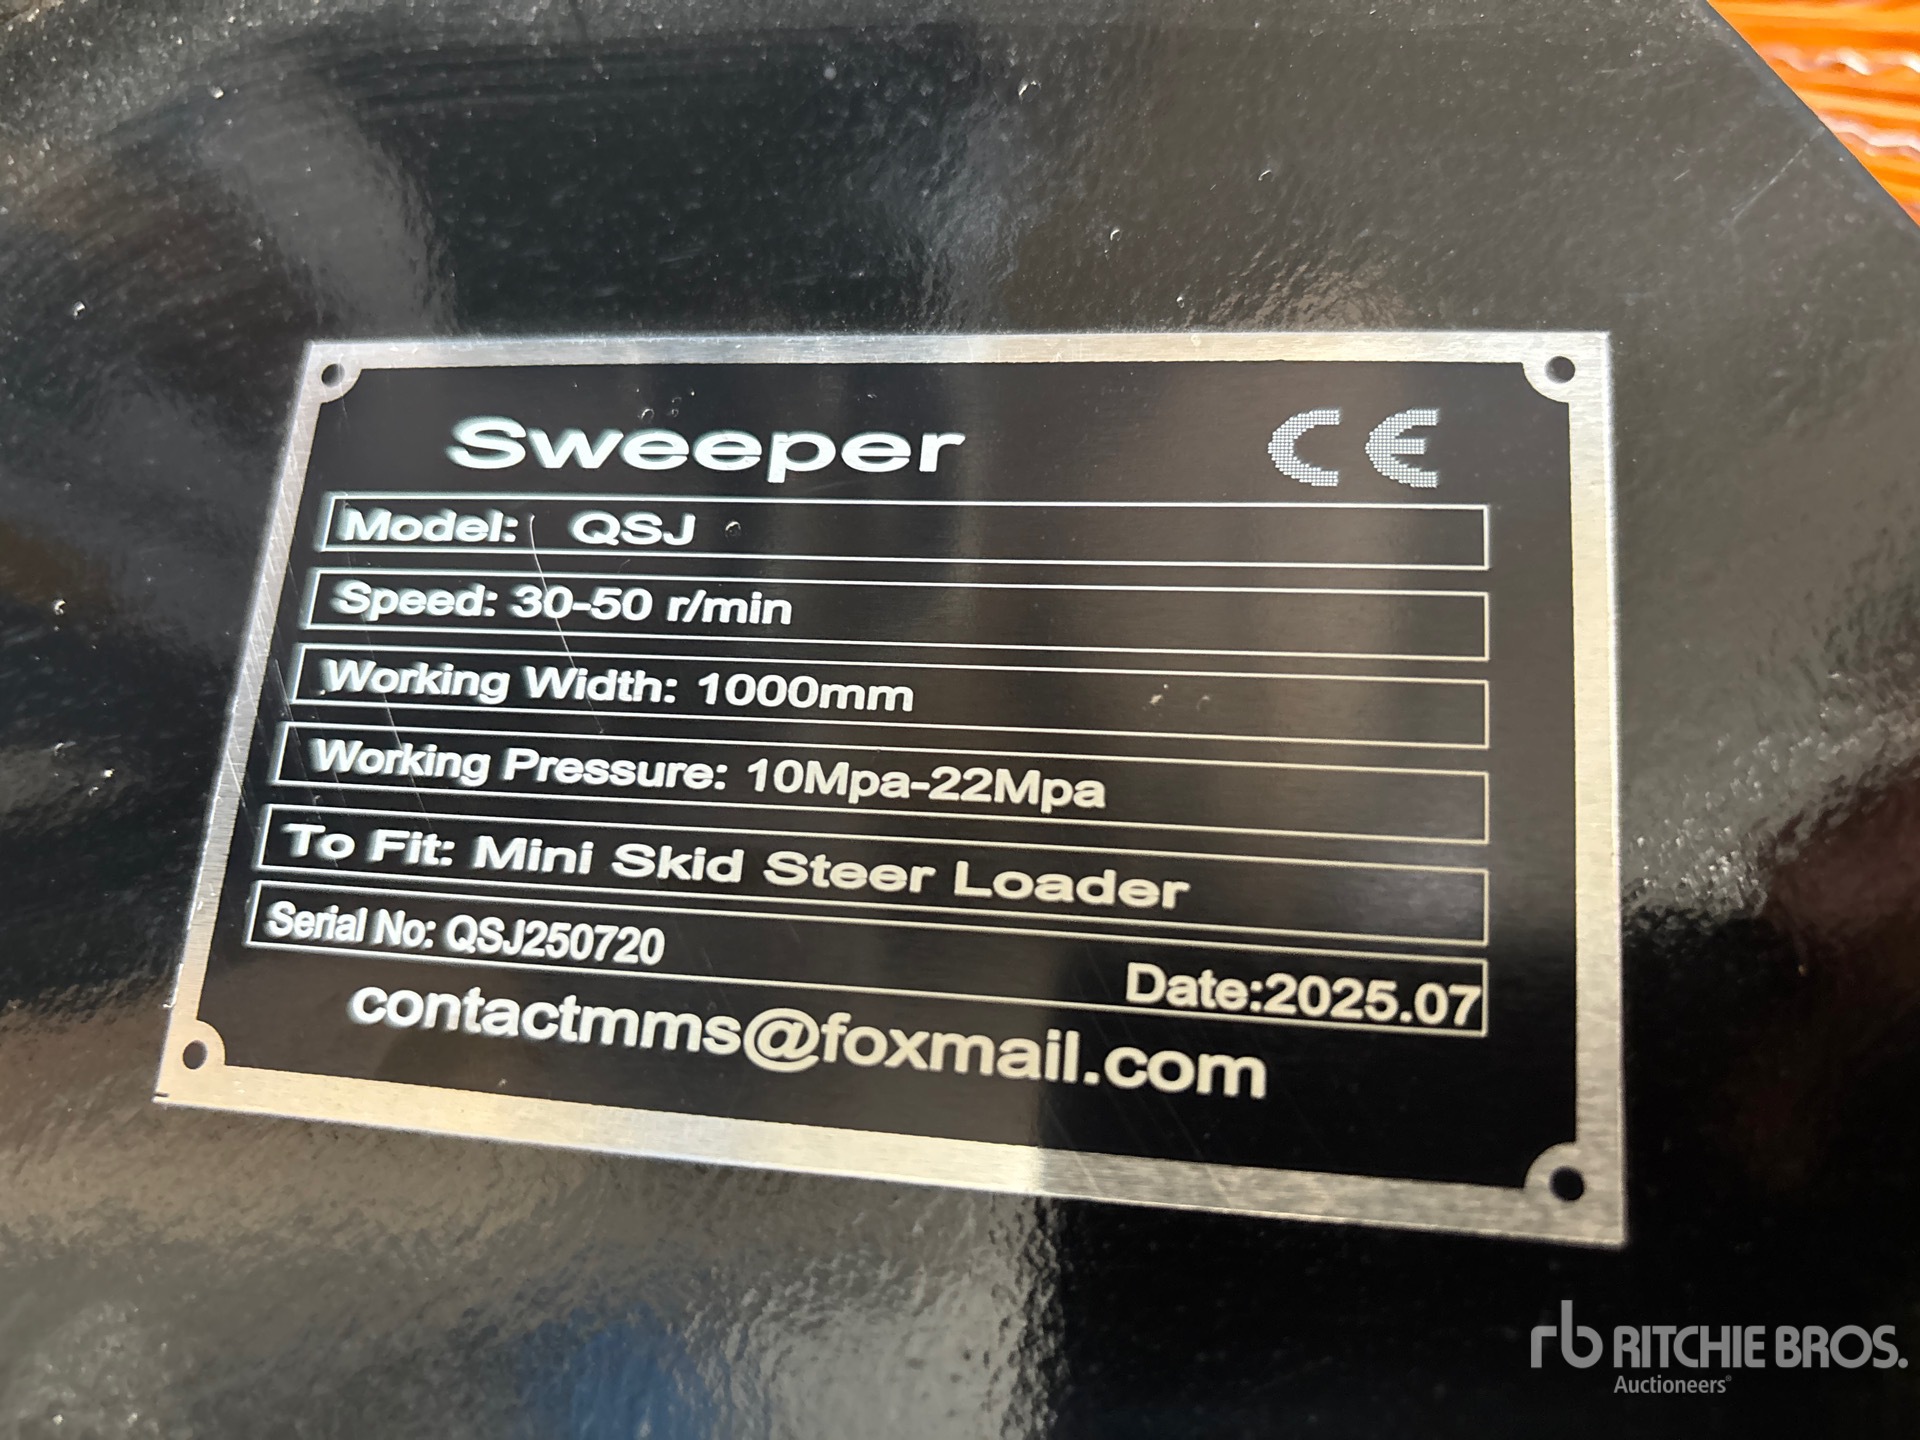 Sweeper CE
Model: QSJ
Speed: 30-50 r/min
Working Width: 1000mm
Working Pressure: 10Mpa-22Mpa
To Fit: Mini Skid Steer Loader
Serial No: QSJ250720 Date:2025.07
contactmms@foxmail.com
rb RITCHIE BROS.
Auctioneers®